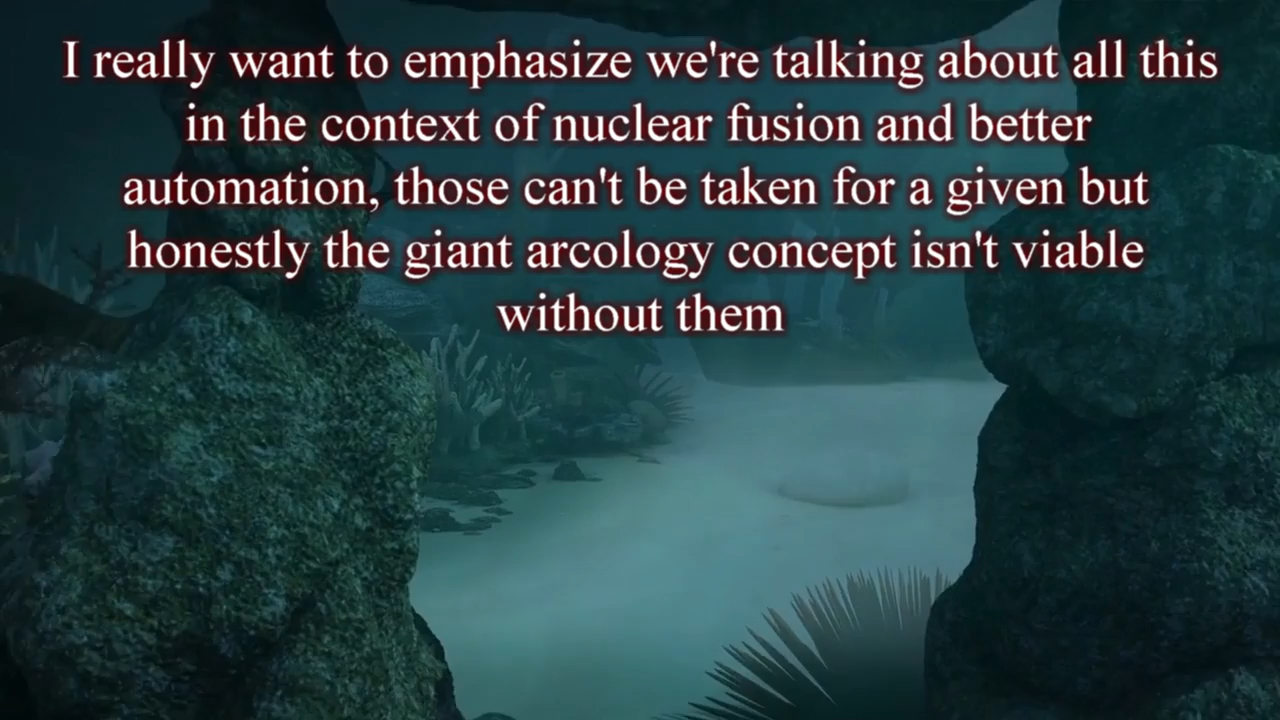 I really want to emphasize we're talking about all this
in the context of nuclear fusion and better
automation, those can't be taken for a given but
honestly the giant arcology concept isn't viable
without them